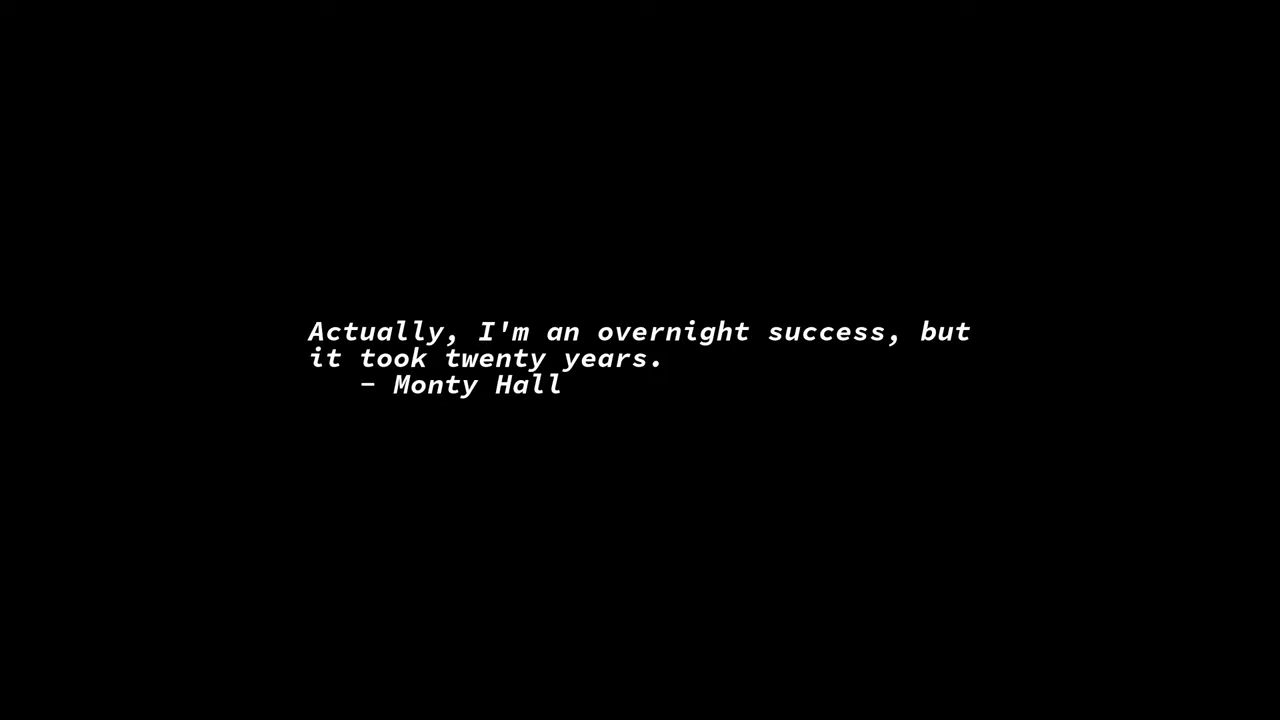 Actually, I'm an overnight success, but
it took twenty years.
– Monty Hall